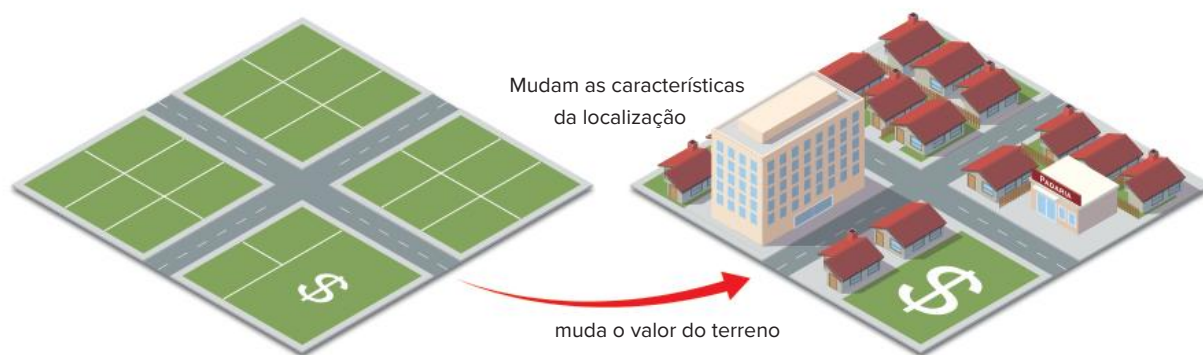 Mudam as características
da localização
PADARIA
$
$
muda o valor do terreno